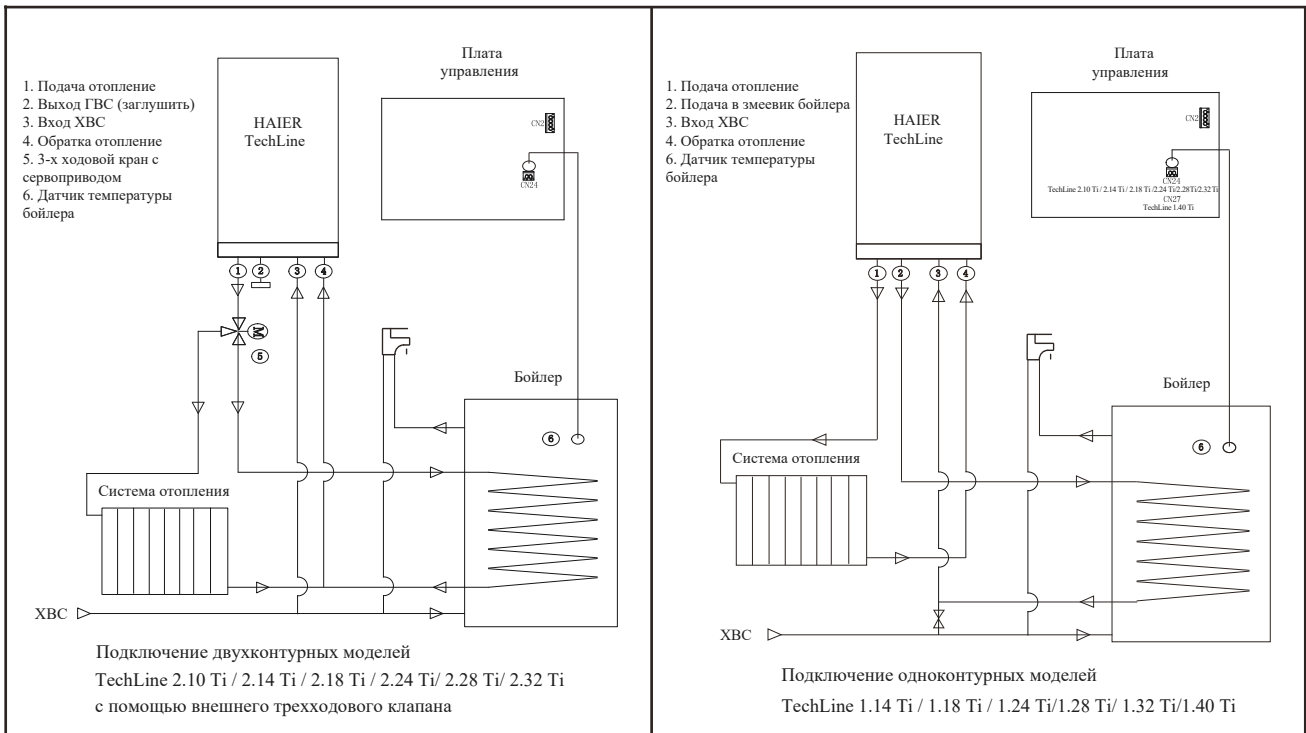 1. Подача отопление
2. Выход ГВС (заглушить)
3. Вход ХВС
4. Обратка отопление
5. 3-х ходовой кран с
сервоприводом
6. Датчик температуры
бойлера
HAIER
TechLine
Плата
управления
CN2
CN24
1
2
3
4
M
5
Бойлер
6
Система отопления
ХВС
Подключение двухконтурных моделей
TechLine 2.10 Ti / 2.14 Ti / 2.18 Ti / 2.24 Ti/ 2.28 Ti/ 2.32 Ti
с помощью внешнего трехходового клапана
1. Подача отопление
2. Подача в змеевик бойлера
3. Вход ХВС
4. Обратка отопление
6. Датчик температуры
бойлера
HAIER
TechLine
Плата
управления
CN2
CN24
TechLine 2.10 Ti / 2.14 Ti / 2.18 Ti /2.24 Ti/2.28Ti/2.32 Ti
CN27
TechLine 1.40 Ti
1
2
3
4
Бойлер
6
Система отопления
ХВС
Подключение одноконтурных моделей
TechLine 1.14 Ti / 1.18 Ti / 1.24 Ti/1.28 Ti/ 1.32 Ti/1.40 Ti